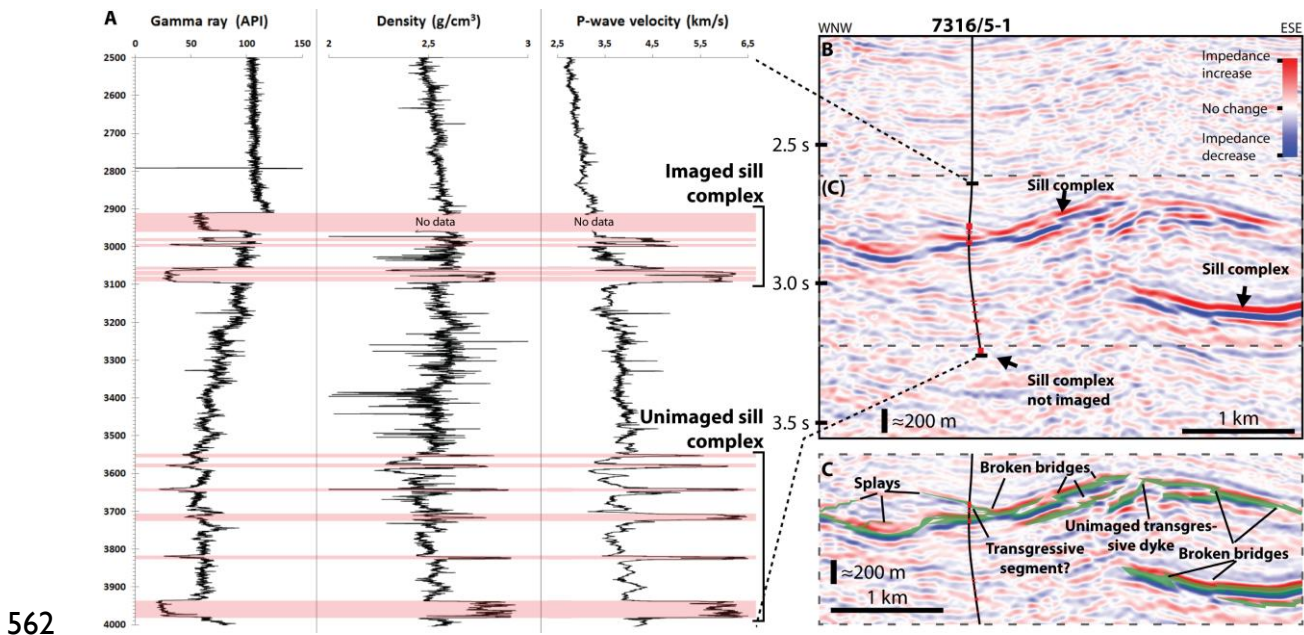 A
Gamma ray (API)
Density (g/cm³)
P-wave velocity (km/s)
0 50 100 150
2 2,5 3
2,5 3,5 4,5 5,5 6,5
2500
2600
2700
2800
2900
3000
3100
3200
3300
3400
3500
3600
3700
3800
3900
4000
No data
No data
Imaged sill
complex
Unimaged sill
complex
WNW
7316/5-1
ESE
B
Impedance
increase
No change
Impedance
decrease
2.5 s
(C)
Sill complex
3.0 s
Sill complex
Sill complex
not imaged
3.5 s
≈200 m
1 km
C
Splays
Broken bridges
Unimaged transgres-
sive dyke
Transgressive
segment?
Broken bridges
≈200 m
1 km
562